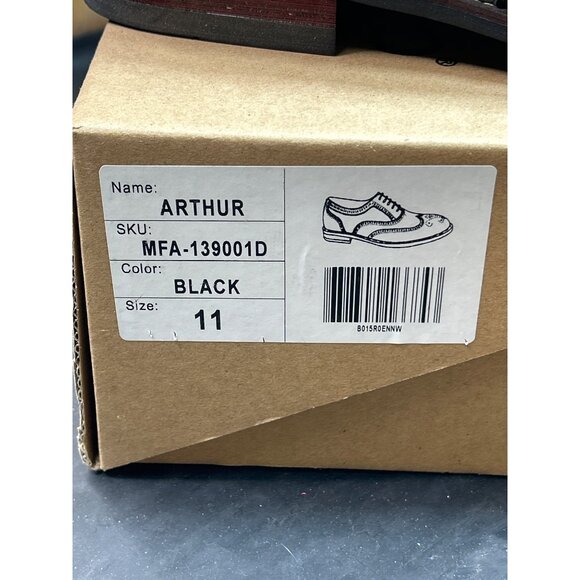 Name:
ARTHUR
SKU:
MFA-139001D
Color:
BLACK
Size:
11
B015R0ENNW